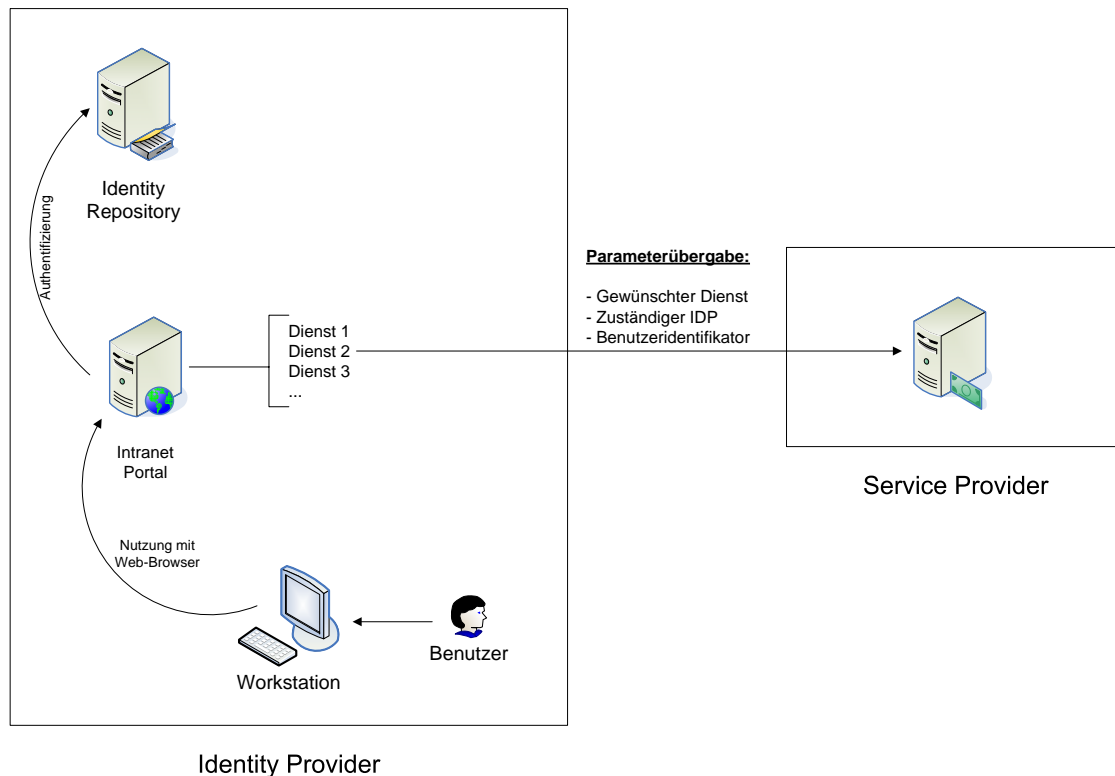 Identity
Repository
Authentifizierung
Parameterübergabe:
- Gewünschter Dienst
- Zuständiger IDP
- Benutzeridentifikator
Dienst 1
Dienst 2
Dienst 3
...
Intranet
Portal
Service Provider
Nutzung mit
Web-Browser
Benutzer
Workstation
Identity Provider